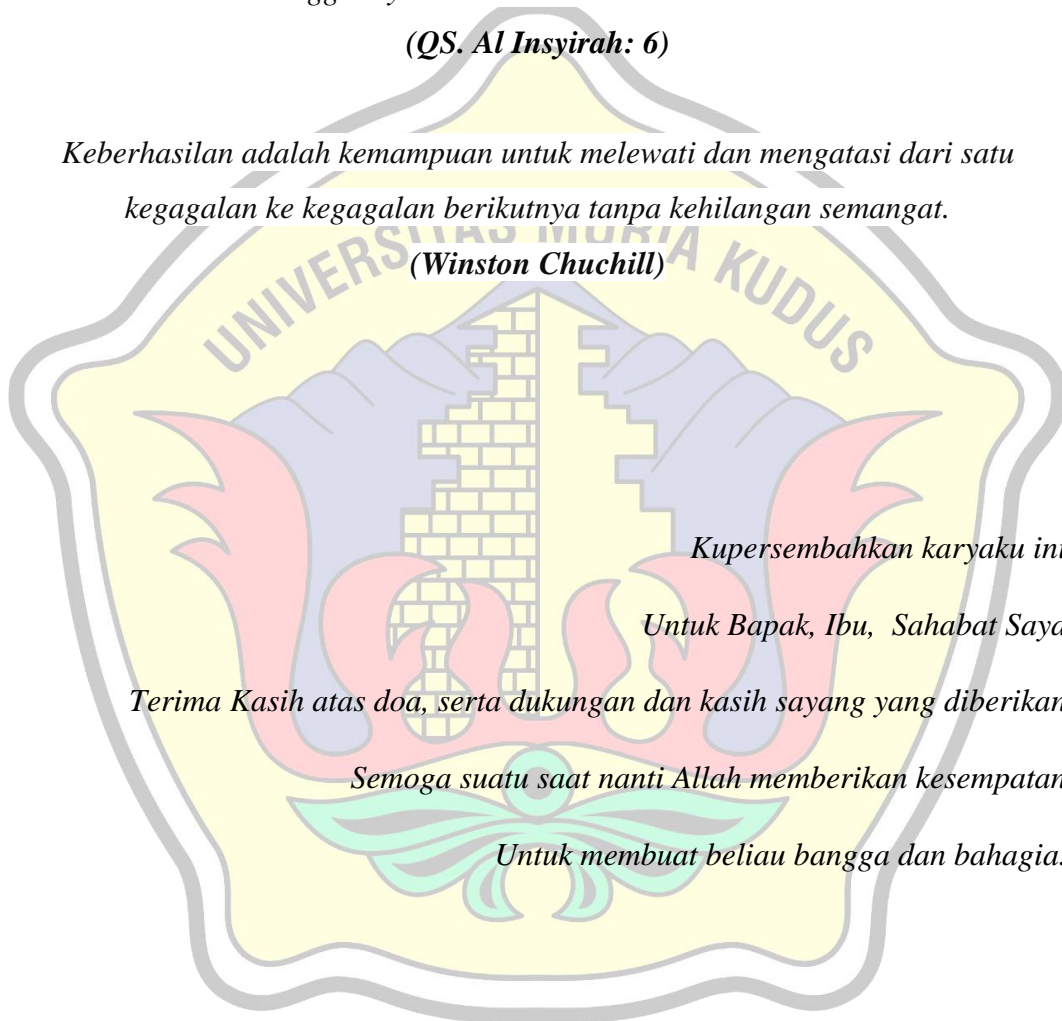 (QS. Al Insyirah: 6)
Keberhasilan adalah kemampuan untuk melewati dan mengatasi dari satu
kegagalan ke kegagalan berikutnya tanpa kehilangan semangat.
UNIVERSITAS MURIA KUDUS
(Winston Chuchill)
Kupersembahkan karyaku ini
Untuk Bapak, Ibu, Sahabat Saya
Terima Kasih atas doa, serta dukungan dan kasih sayang yang diberikan
Semoga suatu saat nanti Allah memberikan kesempatan
Untuk membuat beliau bangga dan bahagia.